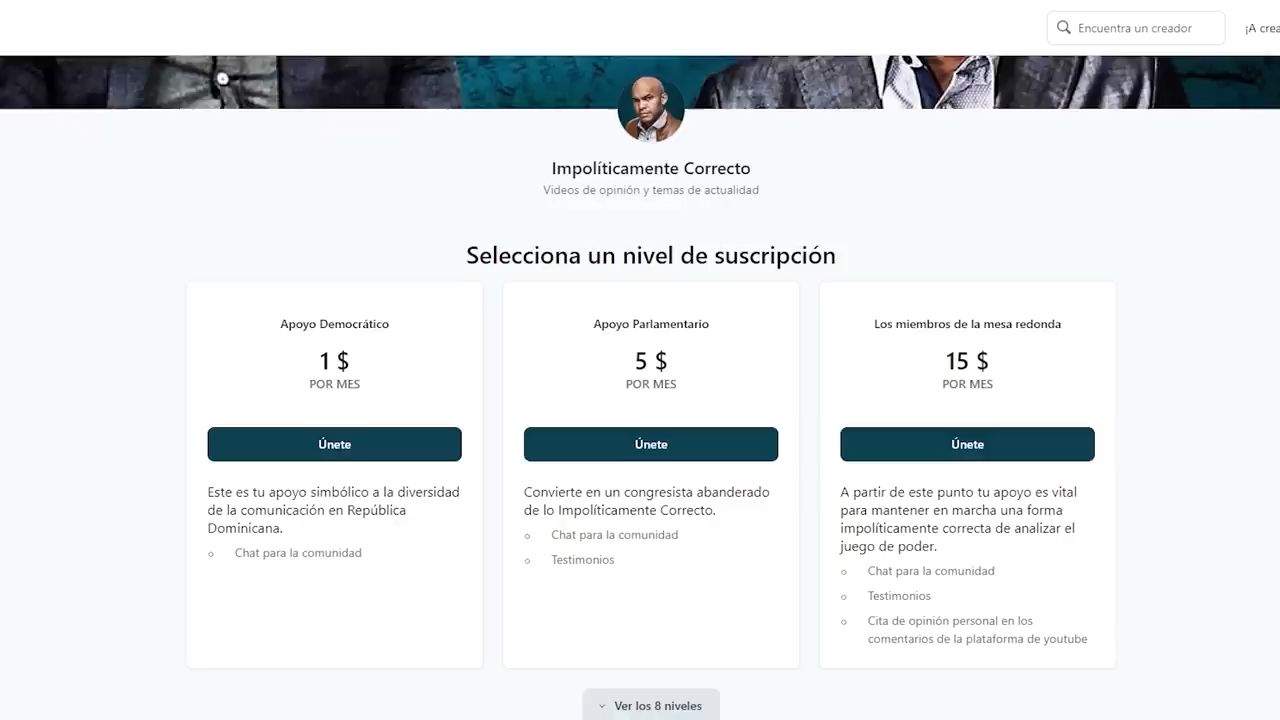 Encuentra un creador
¡A crea
Impolíticamente Correcto
Videos de opinión y temas de actualidad
Selecciona un nivel de suscripción
Apoyo Democrático
1 $
POR MES
Únete
Este es tu apoyo simbólico a la diversidad
de la comunicación en República
Dominicana.
Chat para la comunidad
Apoyo Parlamentario
5 $
POR MES
Únete
Convierte en un congresista abanderado
de lo Impolíticamente Correcto.
Chat para la comunidad
Testimonios
Los miembros de la mesa redonda
15 $
POR MES
Únete
A partir de este punto tu apoyo es vital
para mantener en marcha una forma
impolíticamente correcta de analizar el
juego de poder.
Chat para la comunidad
Testimonios
Cita de opinión personal en los
comentarios de la plataforma de youtube
Ver los 8 niveles